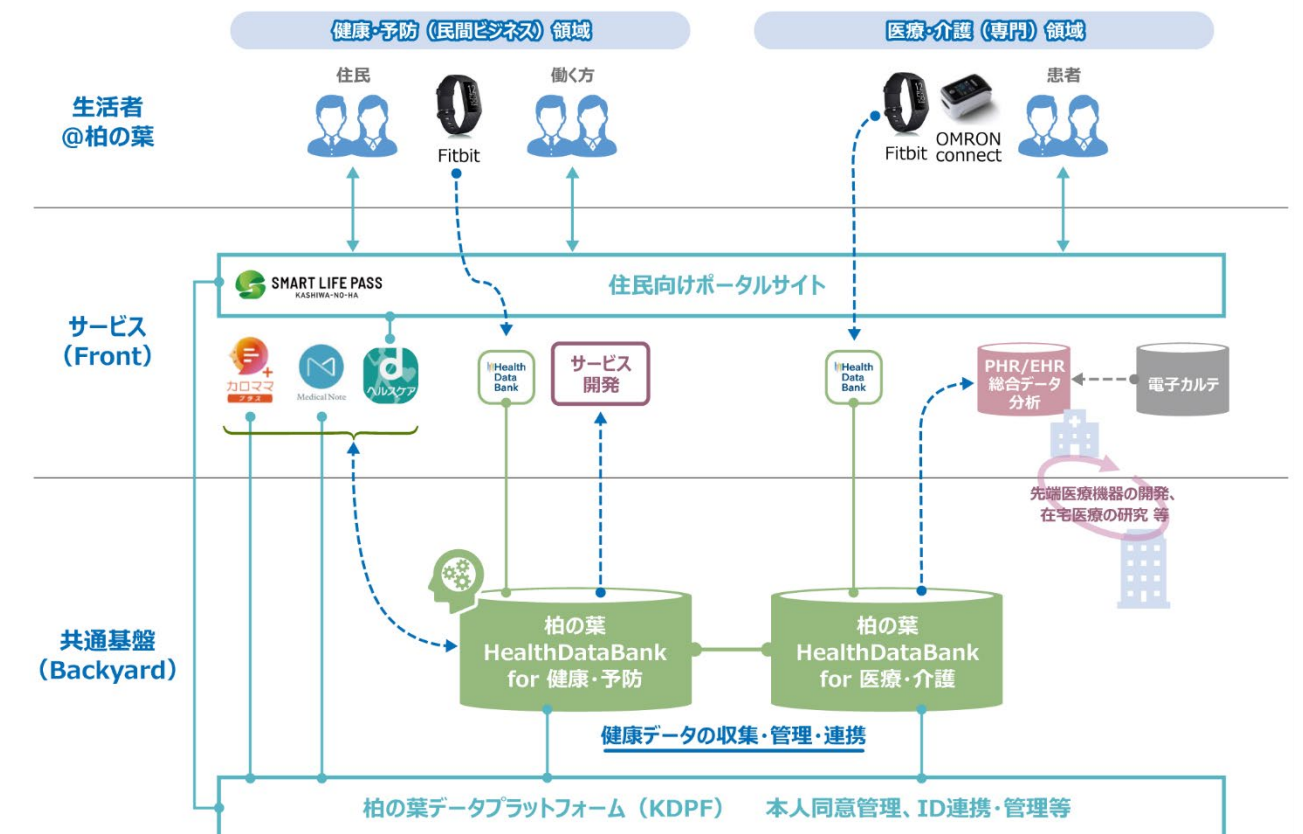 健康・予防（民間ビジネス）領域
医療・介護（専門）領域
生活者
@柏の葉
住民
Fitbit
働く方
Fitbit
OMRON
connect
患者
サービス
（Front）
SMART LIFE PASS
KASHIWA-NO-HA
住民向けポータルサイト
カロママ
プラス
Medical Note
d
ヘルスケア
Health
Data
Bank
サービス
開発
Health
Data
Bank
PHR/EHR
総合データ
分析
電子カルテ
先端医療機器の開発、
在宅医療の研究 等
共通基盤
（Backyard）
柏の葉
HealthDataBank
for 健康・予防
柏の葉
HealthDataBank
for 医療・介護
健康データの収集・管理・連携
柏の葉データプラットフォーム（KDPF）　本人同意管理、ID連携・管理等